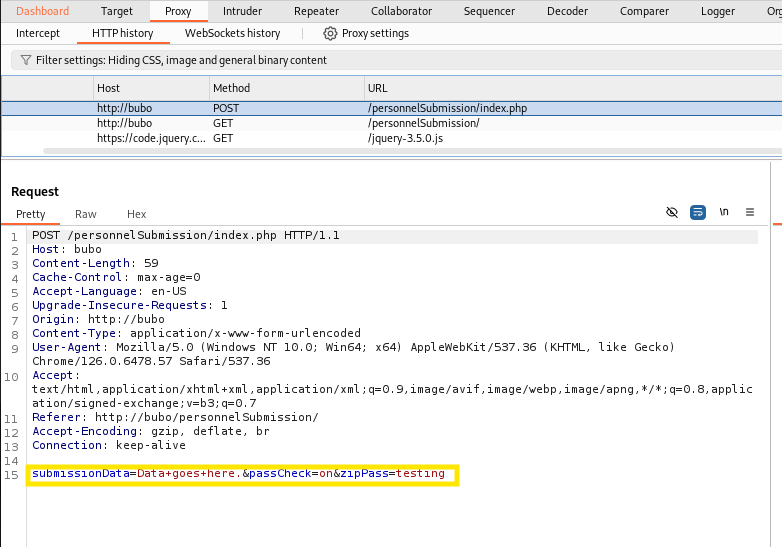 Dashboard Target Proxy Intruder Repeater Collaborator Sequencer Decoder Comparer Logger
Intercept HTTP history WebSockets history Proxy settings
Filter settings: Hiding CSS, image and general binary content
Host Method URL
http://bubo POST /personnelSubmission/index.php
http://bubo GET /personnelSubmission/
https://code.jquery.c... GET /jquery-3.5.0.js
Request
Pretty Raw Hex \n
1 POST /personnelSubmission/index.php HTTP/1.1
2 Host: bubo
3 Content-Length: 59
4 Cache-Control: max-age=0
5 Accept-Language: en-US
6 Upgrade-Insecure-Requests: 1
7 Origin: http://bubo
8 Content-Type: application/x-www-form-urlencoded
9 User-Agent: Mozilla/5.0 (Windows NT 10.0; Win64; x64) AppleWebKit/537.36 (KHTML, like Gecko)
Chrome/126.0.6478.57 Safari/537.36
10 Accept:
text/html,application/xhtml+xml,application/xml;q=0.9,image/avif,image/webp,image/apng,*/*;q=0.8,applic
ation/signed-exchange;v=b3;q=0.7
11 Referer: http://bubo/personnelSubmission/
12 Accept-Encoding: gzip, deflate, br
13 Connection: keep-alive
14
15 submissionData=Data+goes+here.&passCheck=on&zipPass=testing